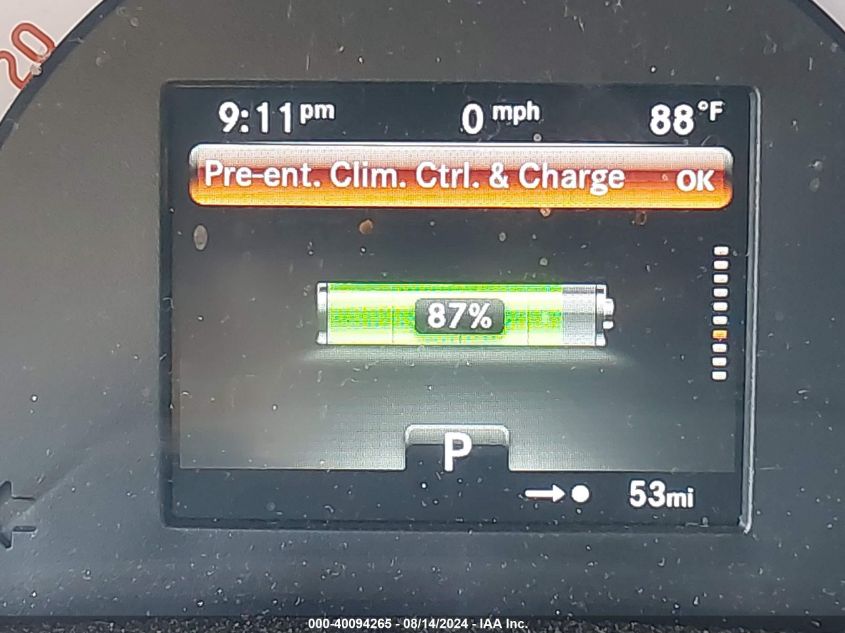 20
9:11pm 0 mph 88°F
Pre-ent. Clim. Ctrl. & Charge OK
87%
P
53mi
000-40094265 - 08/14/2024 - IAA Inc.